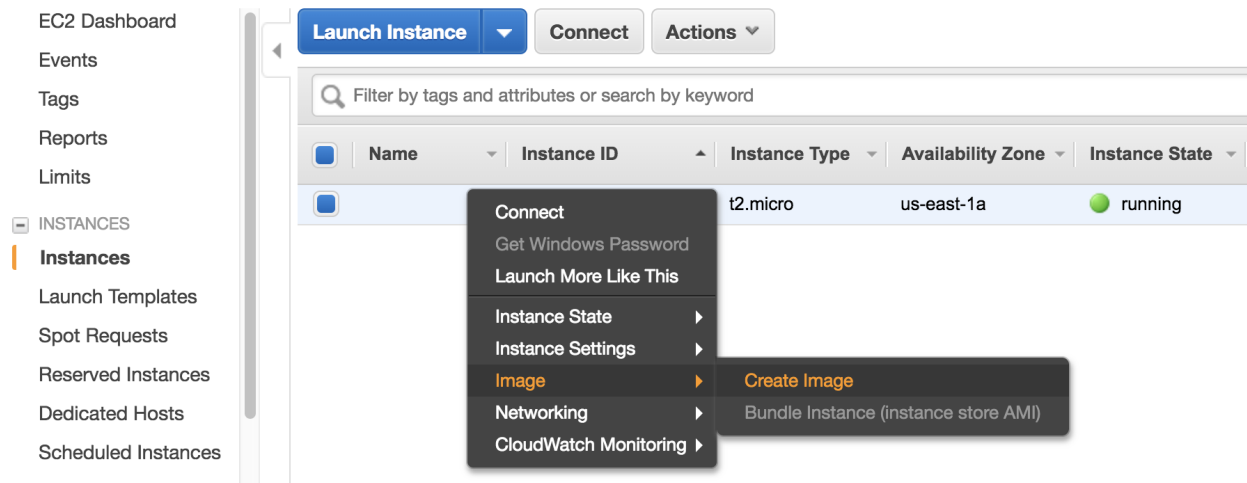 EC2 Dashboard
Events
Tags
Reports
Limits
INSTANCES
Instances
Launch Templates
Spot Requests
Reserved Instances
Dedicated Hosts
Scheduled Instances
Launch Instance Connect Actions
Filter by tags and attributes or search by keyword
Name Instance ID Instance Type Availability Zone Instance State
t2.micro us-east-1a running
Connect
Get Windows Password
Launch More Like This
Instance State
Instance Settings
Image
Networking
CloudWatch Monitoring
Create Image
Bundle Instance (instance store AMI)